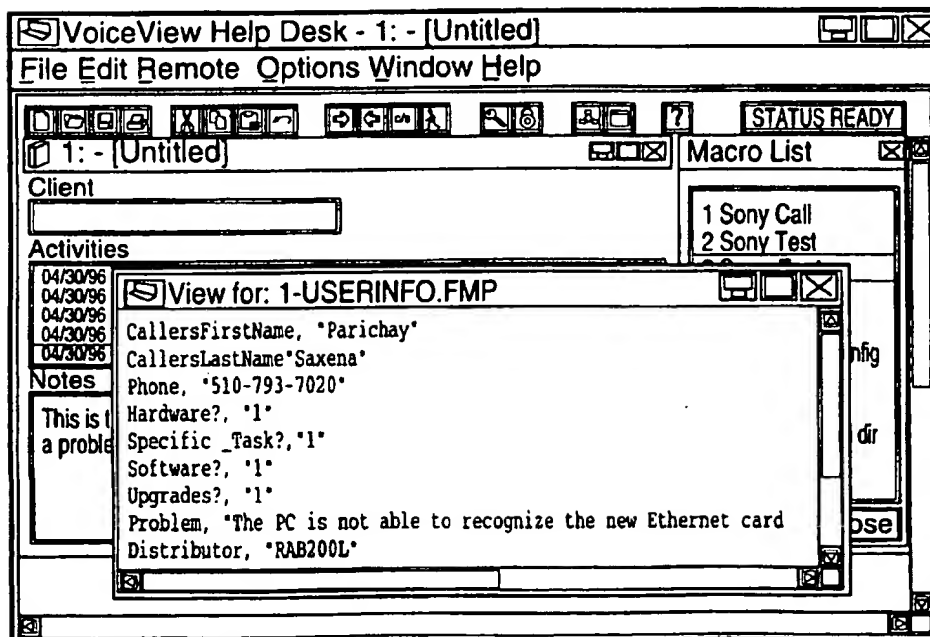 VoiceView Help Desk - 1: - [Untitled]
File Edit Remote Options Window Help
STATUS READY
1: - [Untitled]
Macro List
Client
1 Sony Call
2 Sony Test
Activities
04/30/96
04/30/96
04/30/96
04/30/96
04/30/96
View for: 1-USERINFO.FMP
CallersFirstName, "Parichay"
CallersLastName"Saxena"
Phone, "510-793-7020"
Hardware?, "1"
Specific _Task?,"1"
Software?, "1"
Upgrades?, "1"
Problem, "The PC is not able to recognize the new Ethernet card
Distributor, "RAB200L"
nfig
dir
ose
Notes
This is t
a proble